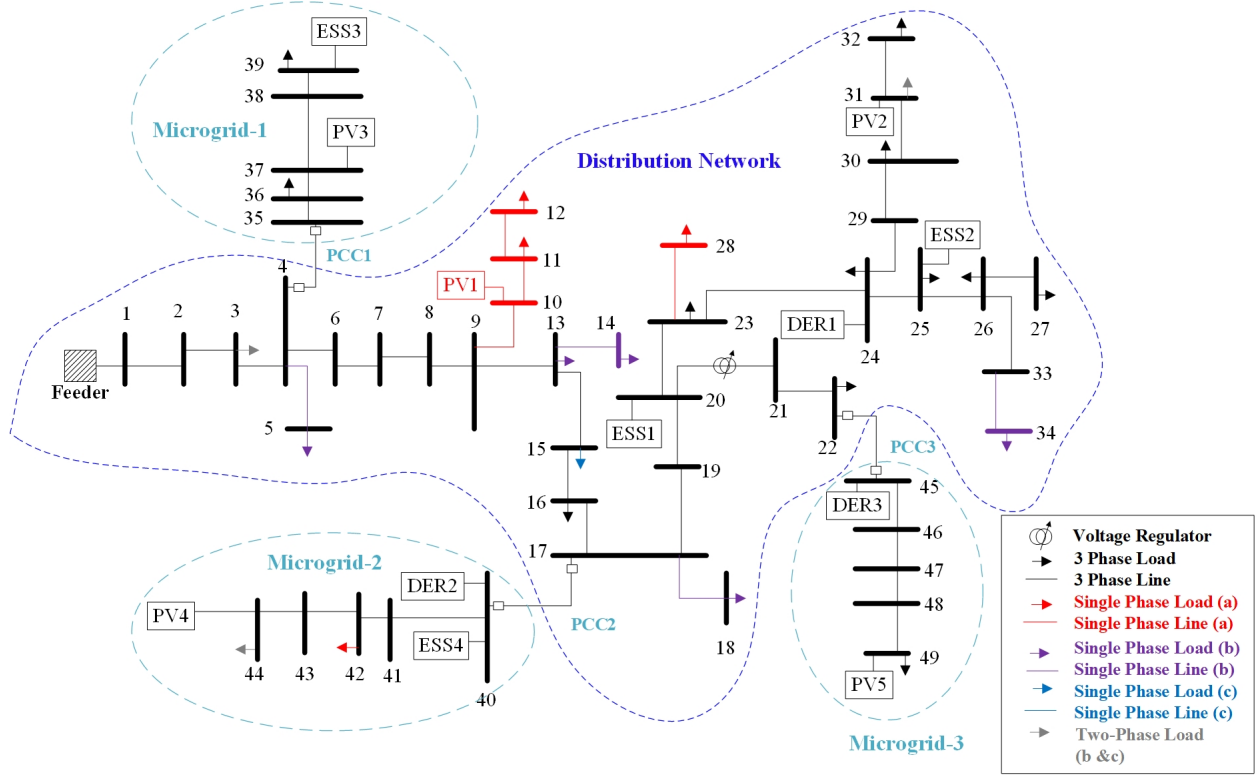 ESS3
39
38
Microgrid-1
PV3
37
36
35
PCC1
Distribution Network
32
31
PV2
30
29
ESS2
12
11
PV1
10
28
4
1
2
3
6
7
8
9
13
14
23
DER1
24
25
26
27
Feeder
5
20
ESS1
21
22
33
34
15
16
19
PCC3
17
45
DER3
46
47
48
49
PV5
Microgrid-3
Microgrid-2
DER2
PV4
ESS4
PCC2
18
44
43
42
41
40
Voltage Regulator
3 Phase Load
3 Phase Line
Single Phase Load (a)
Single Phase Line (a)
Single Phase Load (b)
Single Phase Line (b)
Single Phase Load (c)
Single Phase Line (c)
Two-Phase Load
(b &c)